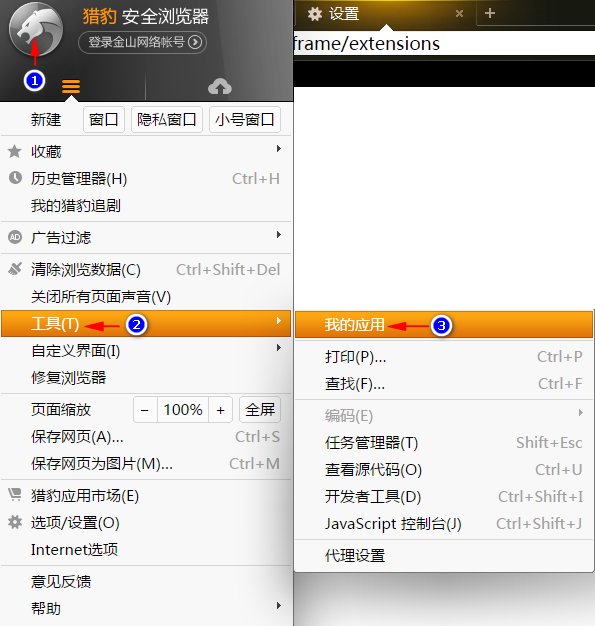 猎豹 安全浏览器
登录金山网络帐号
1
新建 窗口 隐私窗口 小号窗口
收藏
历史管理器(H) Ctrl+H
我的猎豹追剧
AD 广告过滤
清除浏览数据(C) Ctrl+Shift+Del
关闭所有页面声音(V)
工具(T) 2
自定义界面(I)
修复浏览器
页面缩放 − 100% + 全屏
保存网页(A)... Ctrl+S
保存网页为图片(M)... Ctrl+M
猎豹应用市场(E)
选项/设置(O)
Internet选项
意见反馈
帮助
设置 × +
frame/extensions
我的应用 3
打印(P)... Ctrl+P
查找(F)... Ctrl+F
编码(E)
任务管理器(T) Shift+Esc
查看源代码(O) Ctrl+U
开发者工具(D) Ctrl+Shift+I
JavaScript 控制台(J) Ctrl+Shift+J
代理设置